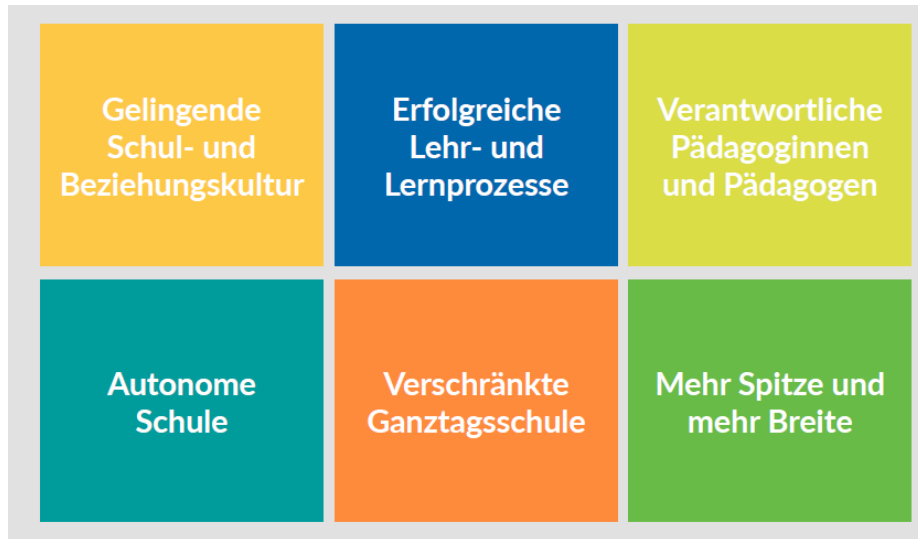 Gelingende
Schul- und
Beziehungskultur
Erfolgreiche
Lehr- und
Lernprozesse
Verantwortliche
Pädagoginnen
und Pädagogen
Autonome
Schule
Verschränkte
Ganztagsschule
Mehr Spitze und
mehr Breite